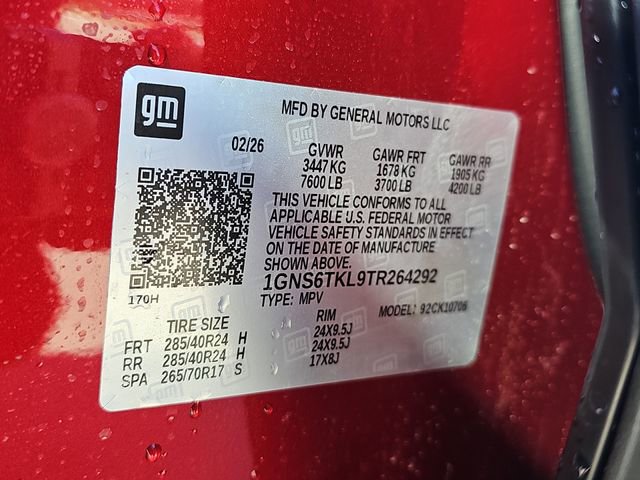 gm
MFD BY GENERAL MOTORS LLC
02/26 GVWR GAWR FRT GAWR RR
3447 KG 1678 KG 1905 KG
7600 LB 3700 LB 4200 LB
THIS VEHICLE CONFORMS TO ALL
APPLICABLE U.S. FEDERAL MOTOR
VEHICLE SAFETY STANDARDS IN EFFECT
ON THE DATE OF MANUFACTURE
SHOWN ABOVE.
170H
1GNS6TKL9TR264292
TYPE: MPV MODEL: 92CK10706
TIRE SIZE RIM
FRT 285/40R24 H 24X9.5J
RR 285/40R24 H 24X9.5J
SPA 265/70R17 S 17X8J